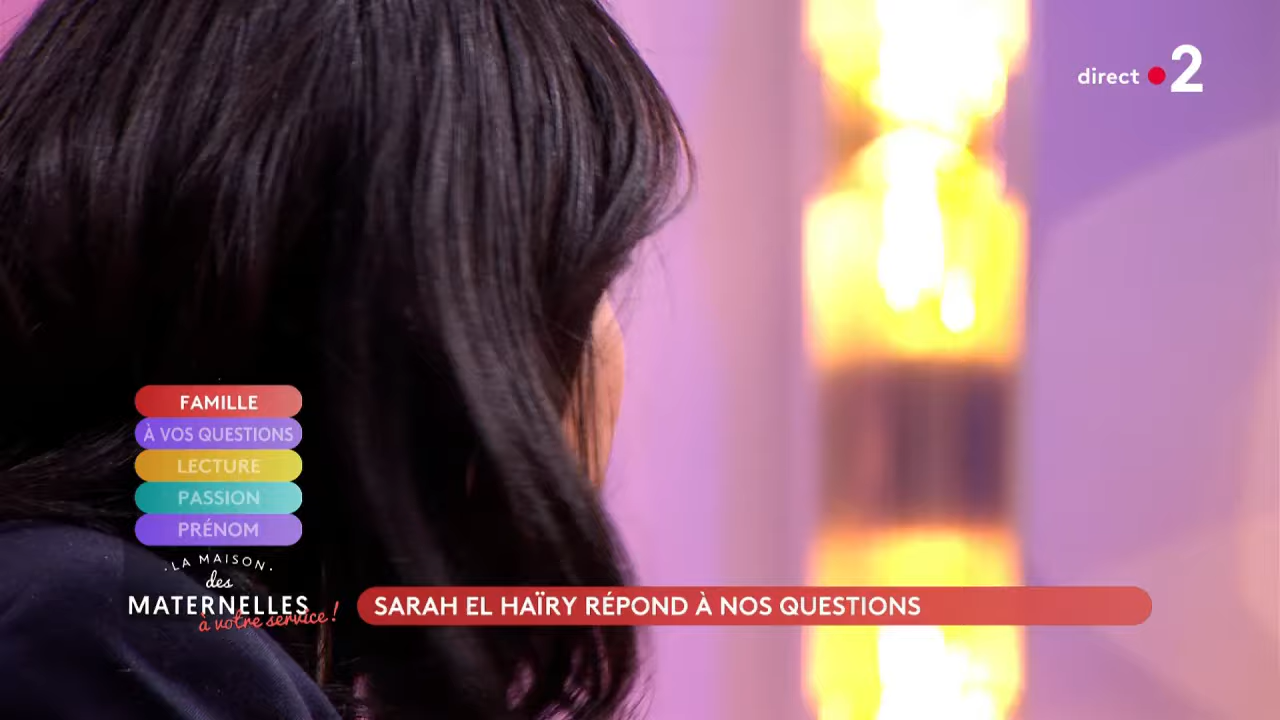 direct 2
FAMILLE
À VOS QUESTIONS
LECTURE
PASSION
PRÉNOM
·LA MAISON·
des
MATERNELLES
à votre service !
SARAH EL HAÏRY RÉPOND À NOS QUESTIONS